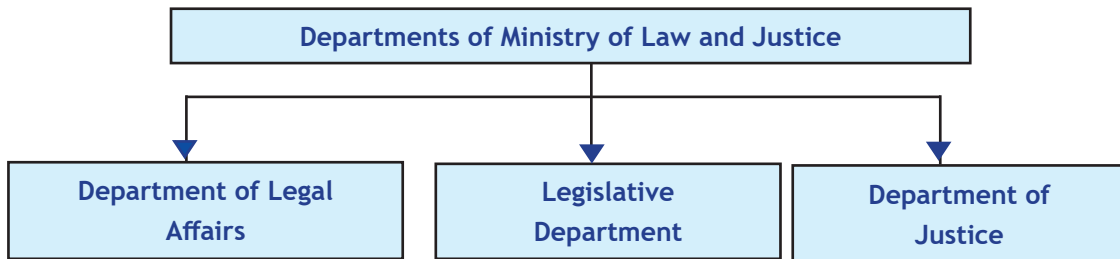 Departments of Ministry of Law and Justice
Department of Legal
Affairs
Legislative
Department
Department of
Justice